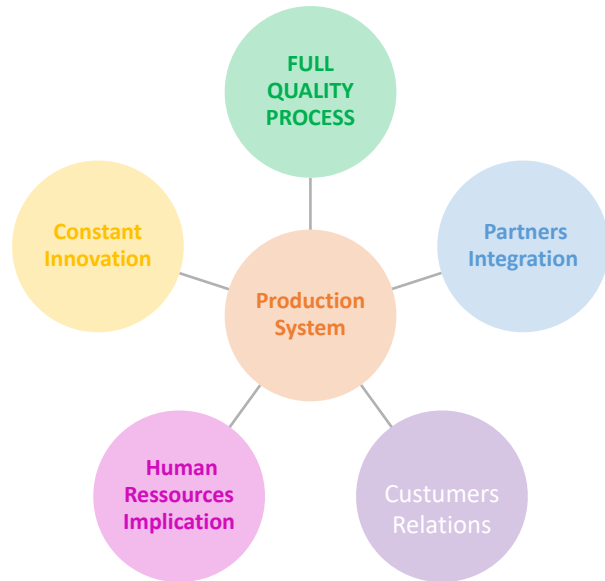 FULL
QUALITY
PROCESS
Constant
Innovation
Partners
Integration
Production
System
Human
Ressources
Implication
Custumers
Relations